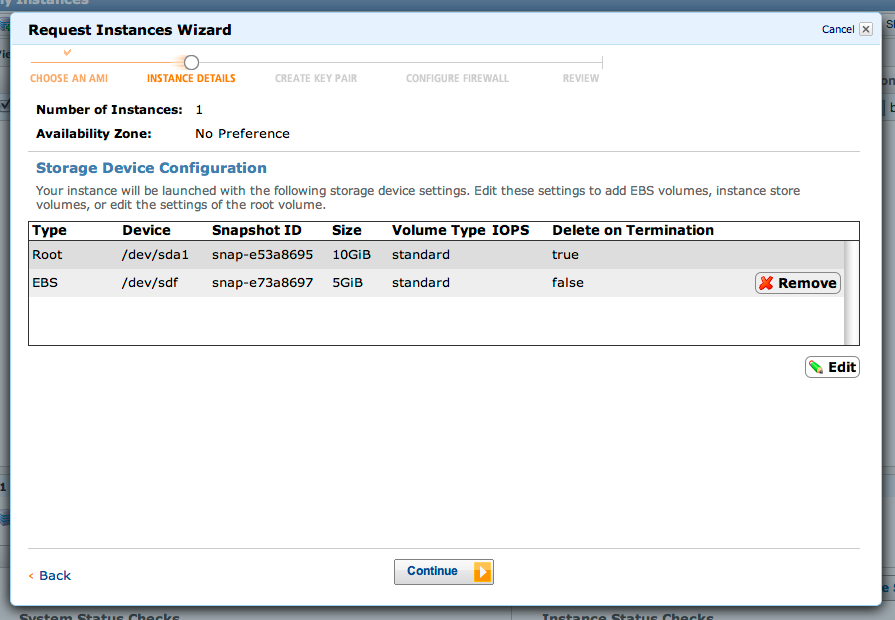 Request Instances Wizard
Cancel
CHOOSE AN AMI INSTANCE DETAILS CREATE KEY PAIR CONFIGURE FIREWALL REVIEW
Number of Instances: 1
Availability Zone: No Preference
Storage Device Configuration
Your instance will be launched with the following storage device settings. Edit these settings to add EBS volumes, instance store
volumes, or edit the settings of the root volume.
Type Device Snapshot ID Size Volume Type IOPS Delete on Termination
Root /dev/sda1 snap-e53a8695 10GiB standard true
EBS /dev/sdf snap-e73a8697 5GiB standard false Remove
Edit
< Back
Continue
System Status Checks Instance Status Checks